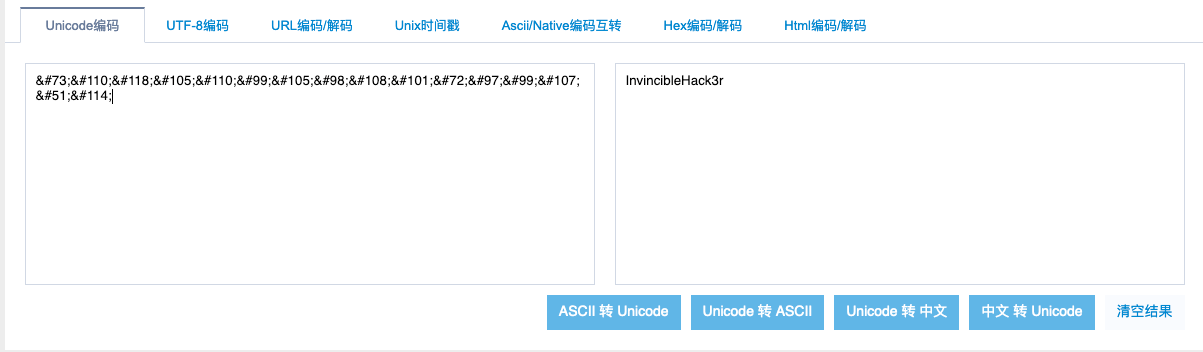 Unicode编码 UTF-8编码 URL编码/解码 Unix时间戳 Ascii/Native编码互转 Hex编码/解码 Html编码/解码
&#73;&#110;&#118;&#105;&#110;&#99;&#105;&#98;&#108;&#101;&#72;&#97;&#99;&#107;
&#51;&#114;
InvincibleHack3r
ASCII 转 Unicode Unicode 转 ASCII Unicode 转 中文 中文 转 Unicode 清空结果